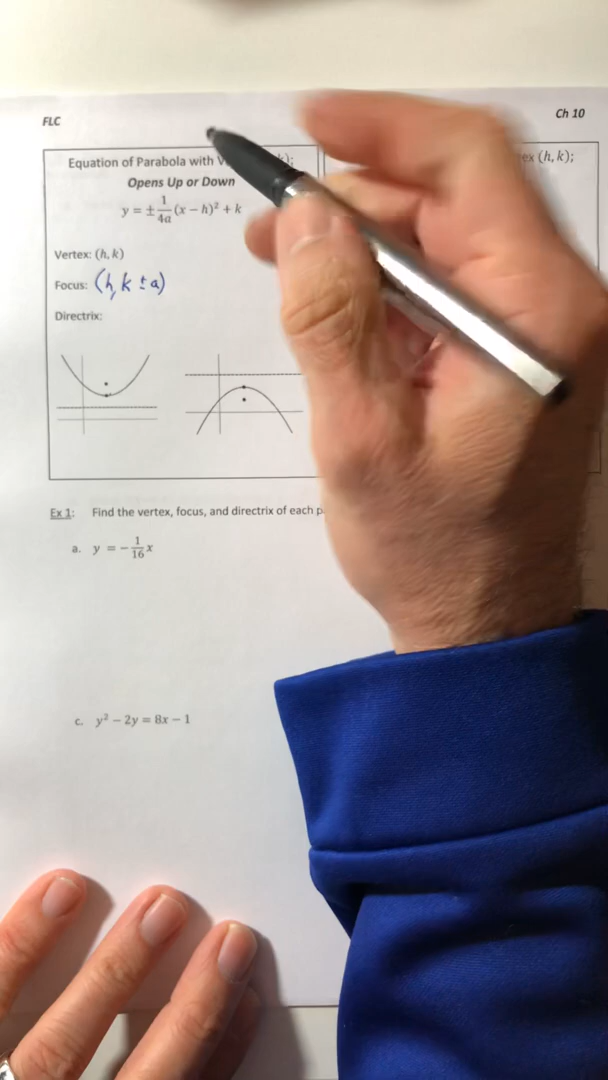 FLC
Ch 10
Equation of Parabola with
Opens Up or Down
y = ± 1/4a (x − h)² + k
Vertex: (h, k)
Focus: (h, k ± a)
Directrix:
(h, k);
Ex 1: Find the vertex, focus, and directrix of each
a. y = − 1/16 x
c. y² − 2y = 8x − 1